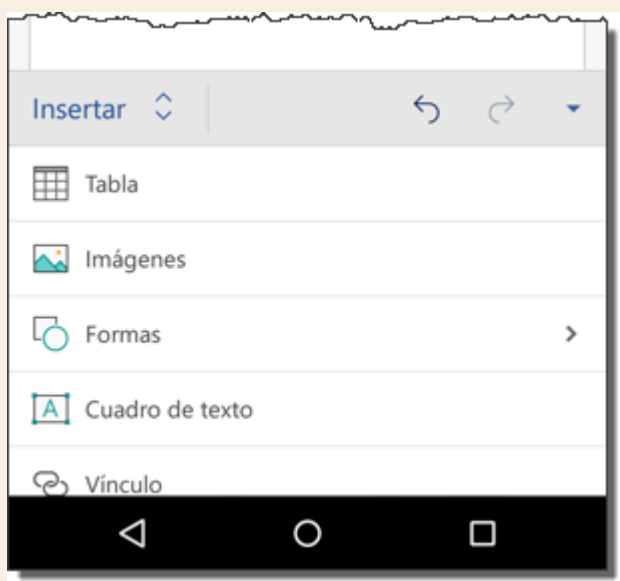 Insertar
Tabla
Imágenes
Formas
A Cuadro de texto
Vínculo